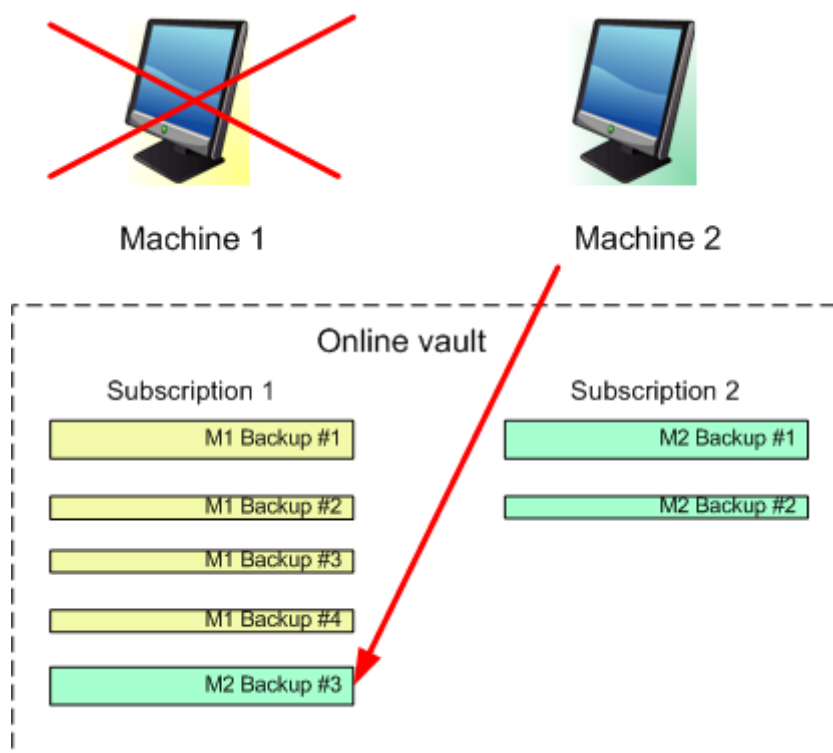 Machine 1
Machine 2
Online vault
Subscription 1
Subscription 2
M1 Backup #1
M2 Backup #1
M1 Backup #2
M2 Backup #2
M1 Backup #3
M1 Backup #4
M2 Backup #3